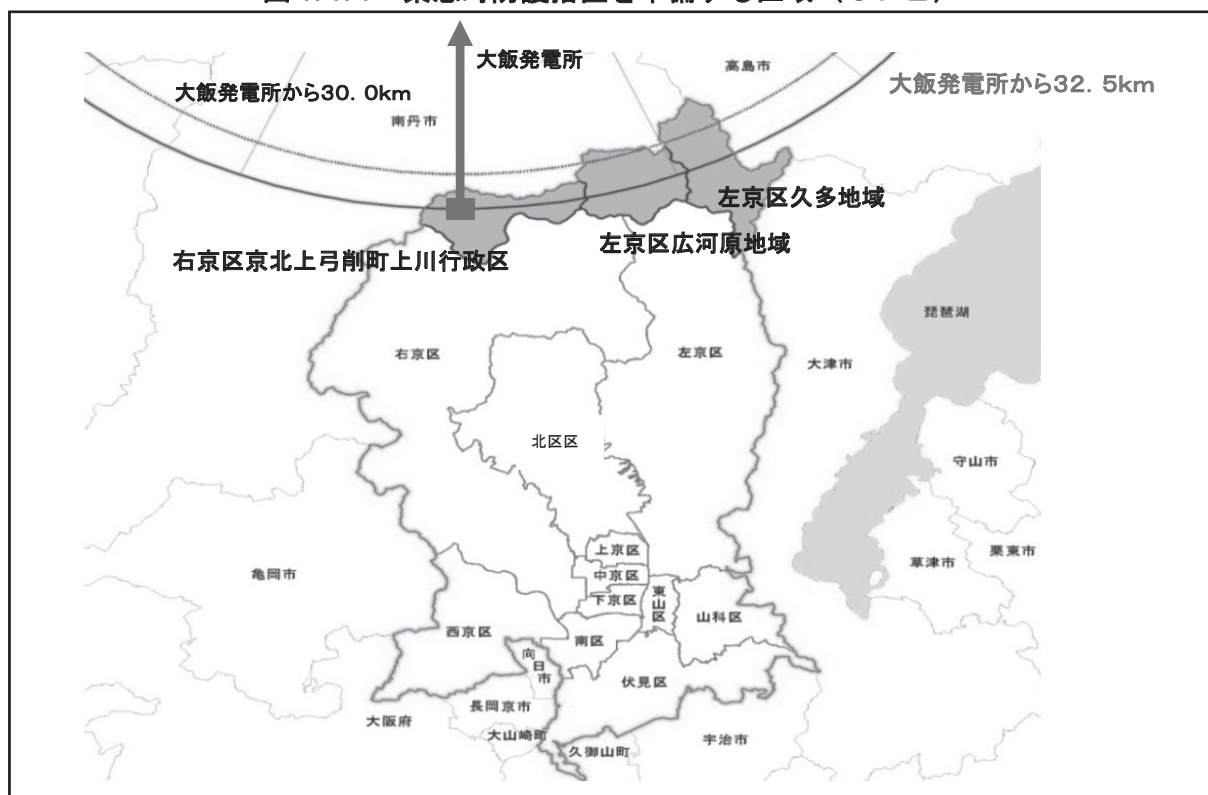 大飯発電所
高島市
大飯発電所から30.0km
大飯発電所から32.5km
南丹市
左京区久多地域
左京区広河原地域
右京区京北上弓削町上川行政区
琵琶湖
右京区
左京区
大津市
北区区
守山市
上京区
中京区
下京区
東山区
山科区
亀岡市
草津市
栗東市
西京区
南区
向日市
伏見区
長岡京市
大阪府
大山崎町
久御山町
宇治市